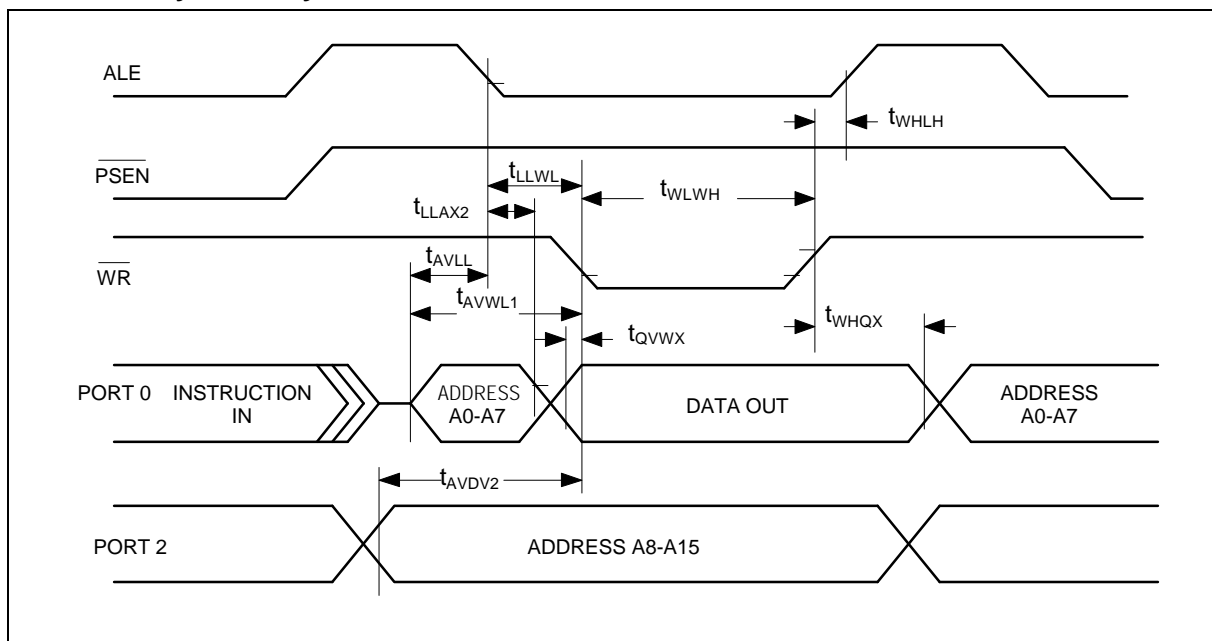 ALE
tWHLH
PSEN
tLLWL
tWLWH
tLLAX2
WR
tAVLL
tAVWL1
tWHQX
tQVWX
PORT 0
INSTRUCTION
IN
ADDRESS
A0-A7
DATA OUT
ADDRESS
A0-A7
tAVDV2
PORT 2
ADDRESS A8-A15